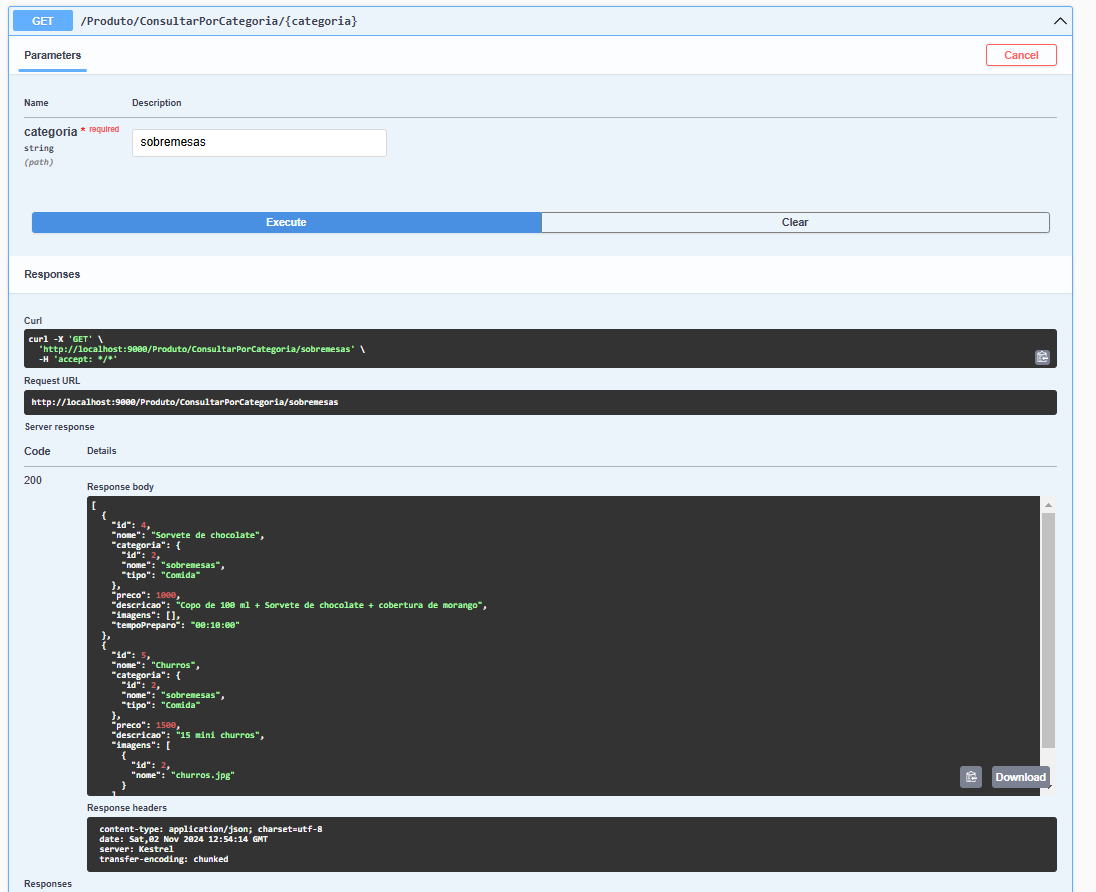 GET /Produto/ConsultarPorCategoria/{categoria}
Parameters
Cancel
Name Description
categoria * required
string
(path)
sobremesas
Execute Clear
Responses
Curl
curl -X 'GET' \
  'http://localhost:9000/Produto/ConsultarPorCategoria/sobremesas' \
  -H 'accept: */*'
Request URL
http://localhost:9000/Produto/ConsultarPorCategoria/sobremesas
Server response
Code Details
200
Response body
[
  {
    "id": 4,
    "nome": "Sorvete de chocolate",
    "categoria": {
      "id": 2,
      "nome": "sobremesas",
      "tipo": "Comida"
    },
    "preco": 1000,
    "descricao": "Copo de 100 ml + Sorvete de chocolate + cobertura de morango",
    "imagens": [],
    "tempoPreparo": "00:10:00"
  },
  {
    "id": 5,
    "nome": "Churros",
    "categoria": {
      "id": 2,
      "nome": "sobremesas",
      "tipo": "Comida"
    },
    "preco": 1500,
    "descricao": "15 mini churros",
    "imagens": [
      {
        "id": 2,
        "nome": "churros.jpg"
      }
    ]
Download
Response headers
content-type: application/json; charset=utf-8
date: Sat,02 Nov 2024 12:54:14 GMT
server: Kestrel
transfer-encoding: chunked
Responses